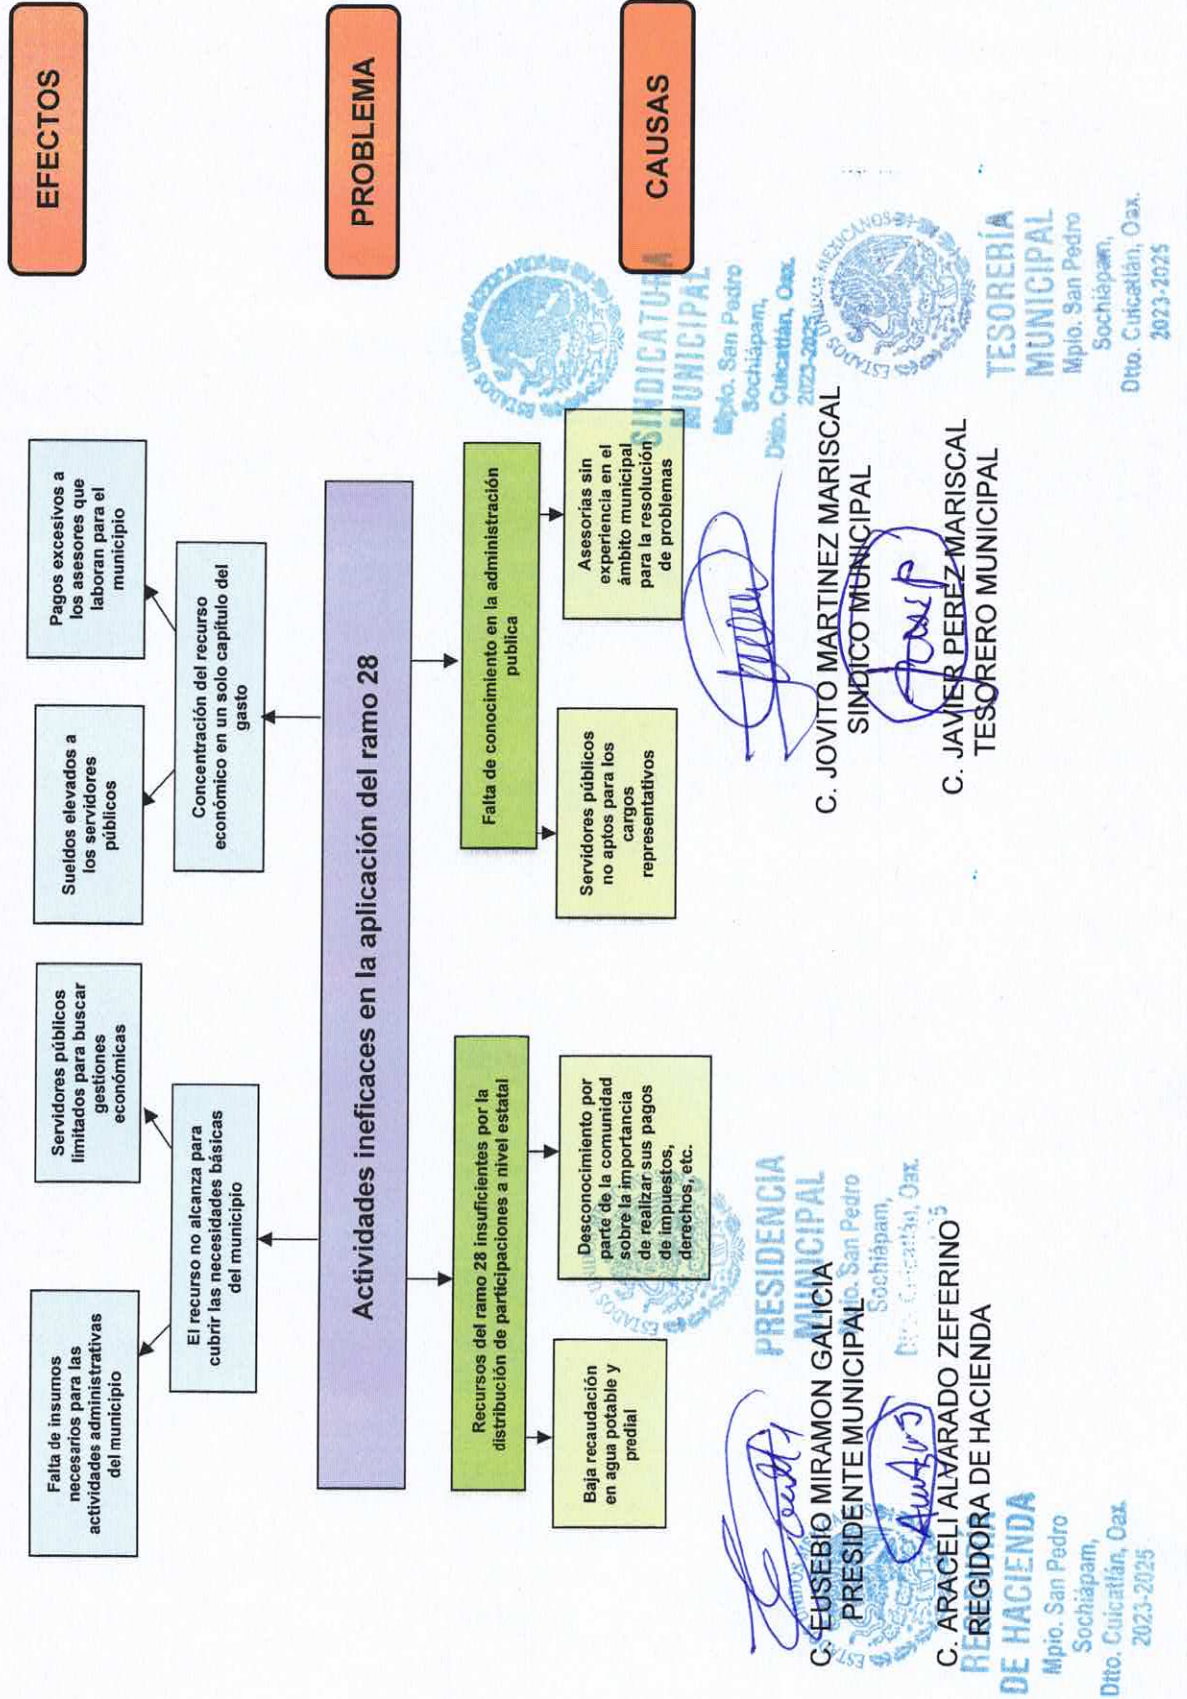 EFECTOS
Falta de insumos
necesarios para las
actividades administrativas
del municipio
Servidores públicos
limitados para buscar
gestiones
económicas
Sueldos elevados a
los servidores
públicos
Pagos excesivos a
los asesores que
laboran para el
municipio
El recurso no alcanza para
cubrir las necesidades básicas
del municipio
Concentración del recurso
económico en un solo capítulo del
gasto
PROBLEMA
Actividades ineficaces en la aplicación del ramo 28
Recursos del ramo 28 insuficientes por la
distribución de participaciones a nivel estatal
Falta de conocimiento en la administración
publica
CAUSAS
Baja recaudación
en agua potable y
predial
Desconocimiento por
parte de la comunidad
sobre la importancia
de realizar sus pagos
de impuestos,
derechos, etc.
Servidores públicos
no aptos para los
cargos
representativos
Asesorías sin
experiencia en el
ámbito municipal
para la resolución
de problemas
C. EUSEBIO MIRAMON GALICIA
PRESIDENTE MUNICIPAL
PRESIDENCIA
MUNICIPAL
Mpio. San Pedro
Sochiápam,
Dtto. Cuicatlán, Oax.
C. ARACELI ALVARADO ZEFERINO
REGIDORA DE HACIENDA
DE HACIENDA
Mpio. San Pedro
Sochiápam,
Dtto. Cuicatlán, Oax.
2023-2025
C. JOVITO MARTINEZ MARISCAL
SINDICO MUNICIPAL
ESTADOS UNIDOS MEXICANOS
SINDICATURA
MUNICIPAL
Mpio. San Pedro
Sochiápam,
Dtto. Cuicatlán, Oax.
2023-2025
C. JAVIER PEREZ MARISCAL
TESORERO MUNICIPAL
ESTADOS UNIDOS MEXICANOS
TESORERÍA
MUNICIPAL
Mpio. San Pedro
Sochiápam,
Dtto. Cuicatlán, Oax.
2023-2025